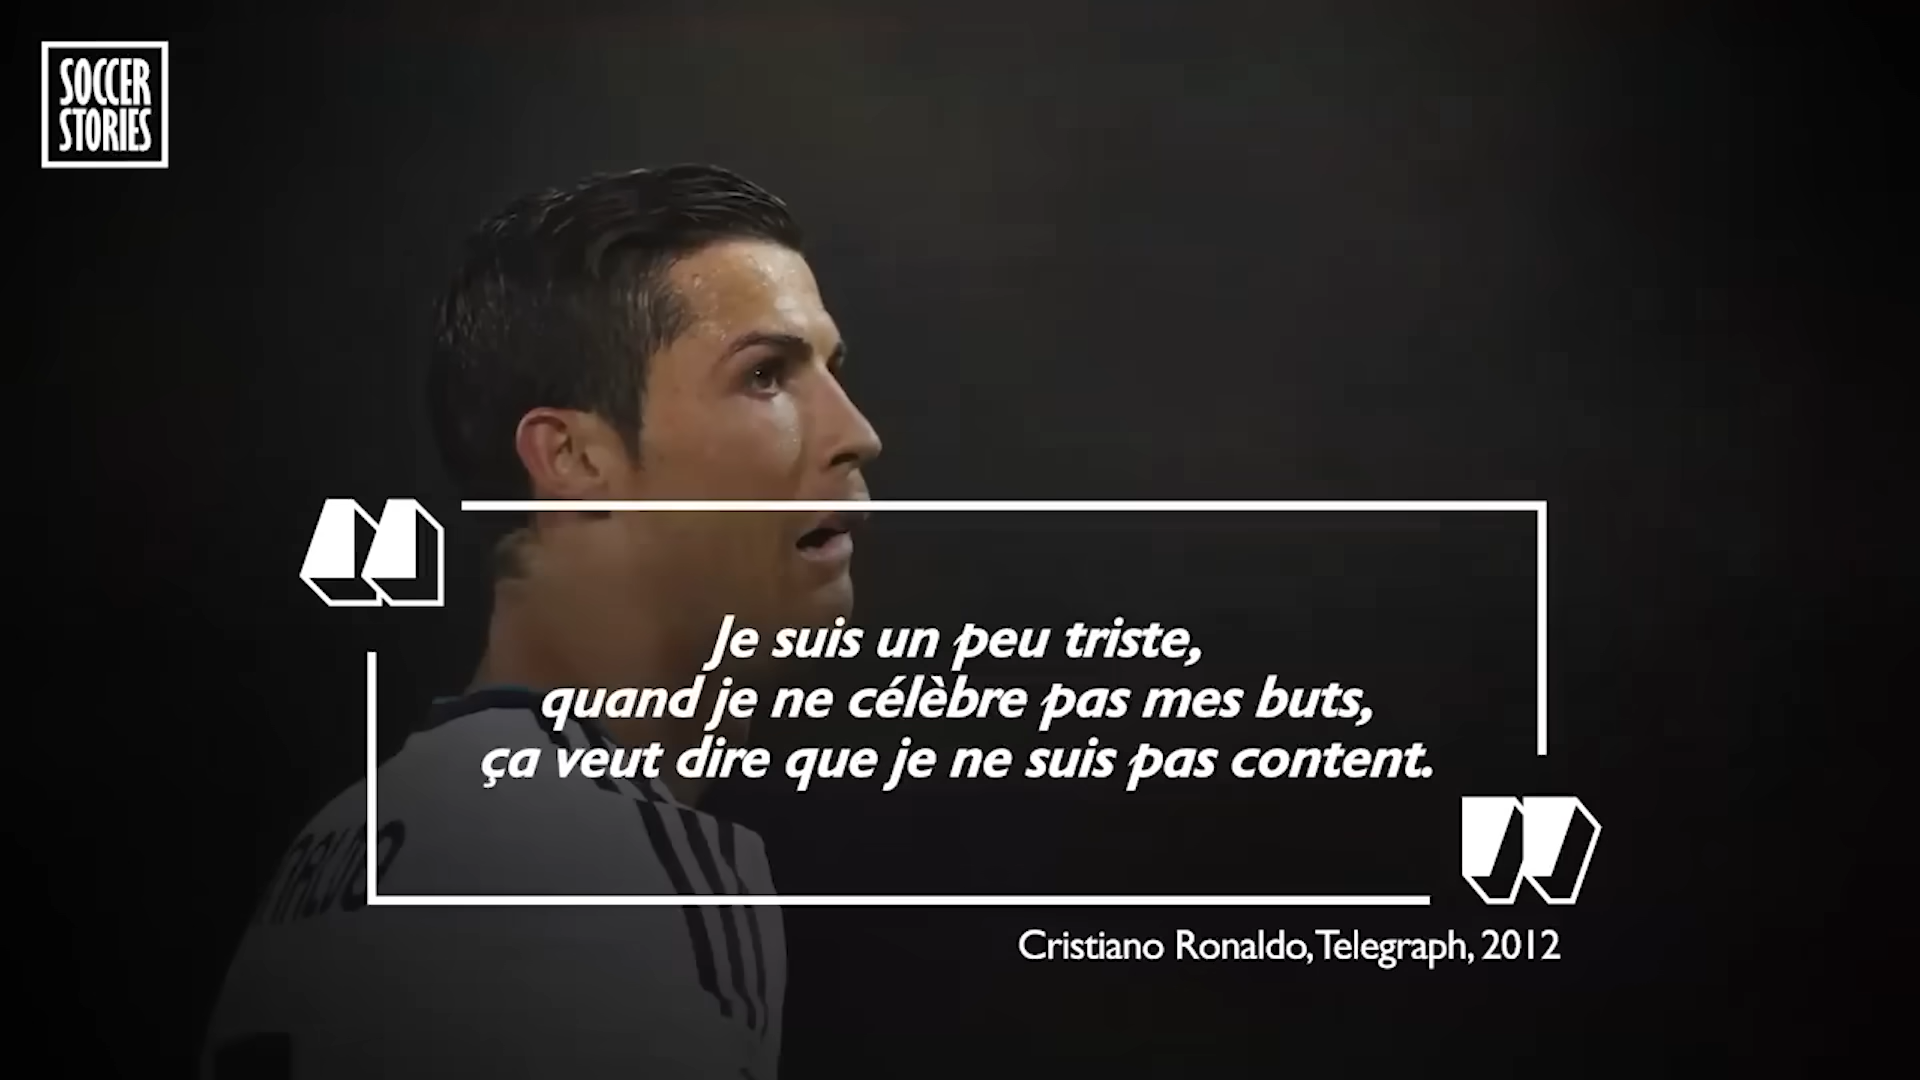 SOCCER
STORIES
Je suis un peu triste,
quand je ne célèbre pas mes buts,
ça veut dire que je ne suis pas content.
Cristiano Ronaldo, Telegraph, 2012